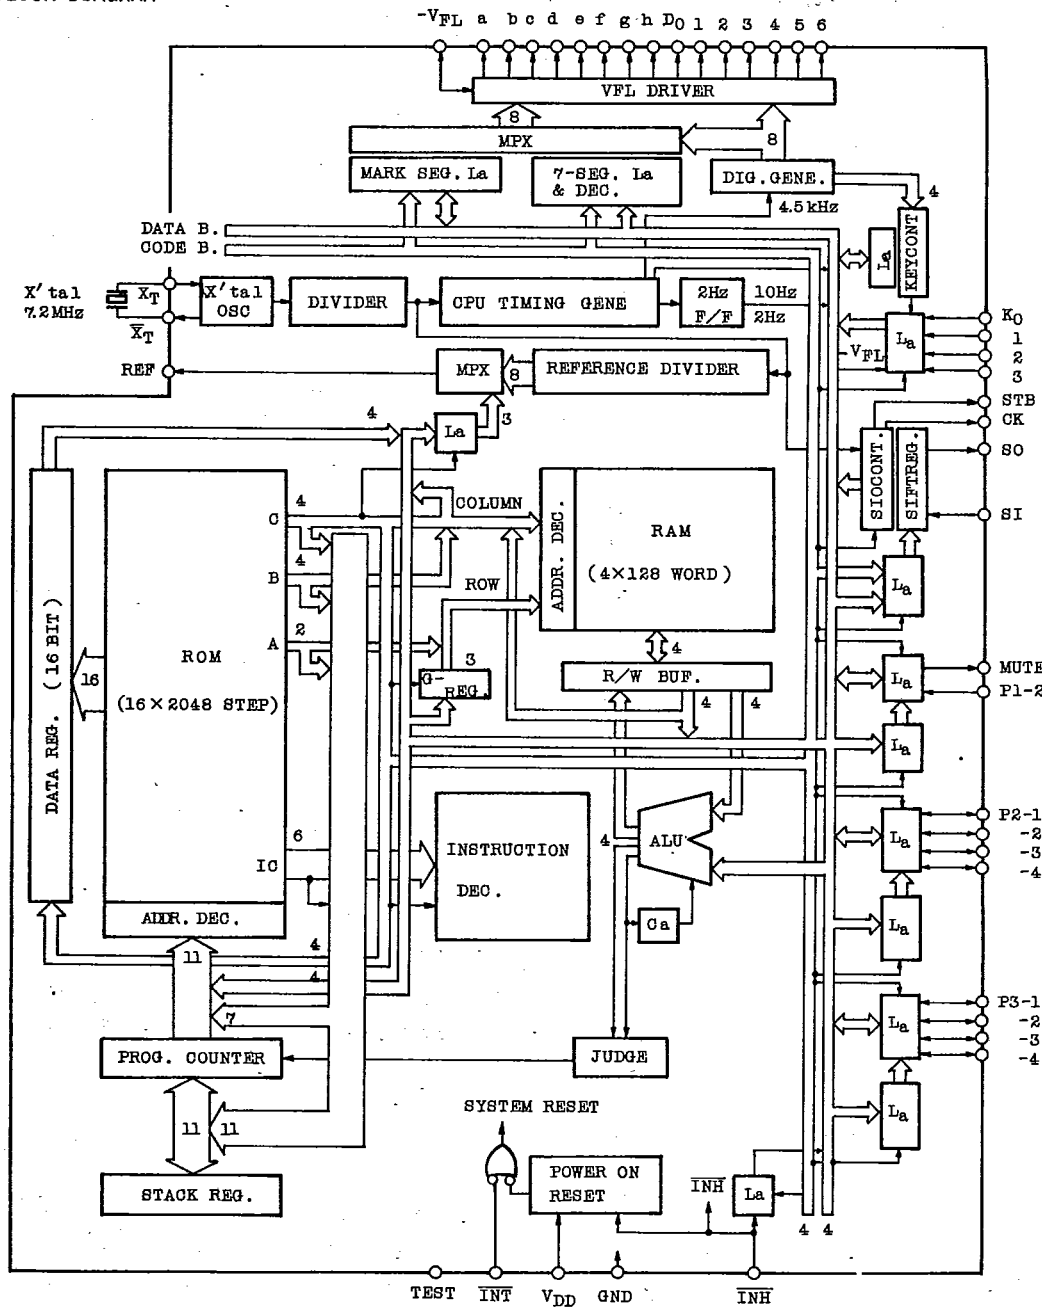 -VFL a b c d e f g h D0 1 2 3 4 5 6
VFL DRIVER
8
8
MPX
MARK SEG. La
7-SEG. La
& DEC.
DIG.GENE.
4
4.5kHz
DATA B.
CODE B.
La
KEYCONT
X'tal
7.2MHz
XT
X̅T
X'tal
OSC
DIVIDER
CPU TIMING GENE
2Hz
F/F
10Hz
2Hz
La
K0
1
2
3
-VFL
REF
MPX
8
REFERENCE DIVIDER
4
La
3
STB
CK
SO
SI
SIOCONT.
SIFTREG.
DATA REG. (16 BIT)
16
ROM
(16×2048 STEP)
C
4
B
4
A
2
COLUMN
ROW
ADDR. DEC.
RAM
(4×128 WORD)
La
4
G-
REG.
3
R/W BUF.
4
4
La
MUTE
P1-2
La
6
IC
INSTRUCTION
DEC.
4
ALU
La
P2-1
-2
-3
-4
ADDR. DEC.
Ca
La
11
4
4
7
PROG. COUNTER
JUDGE
La
P3-1
-2
-3
-4
La
11
11
SYSTEM RESET
STACK REG.
POWER ON
RESET
I̅N̅H̅
La
4 4
TEST
I̅N̅T̅
VDD
GND
I̅N̅H̅